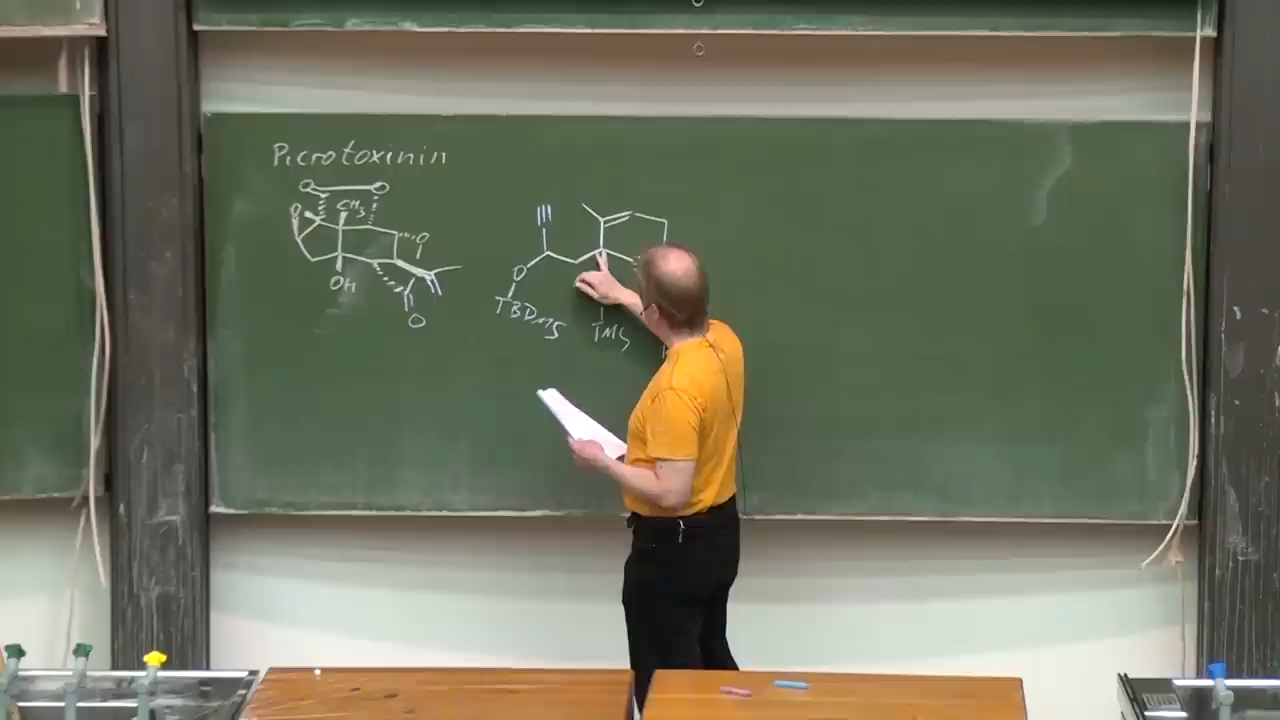 Picrotoxinin
O O
O CH3
O
OH
O
O
TBDMS
TMS